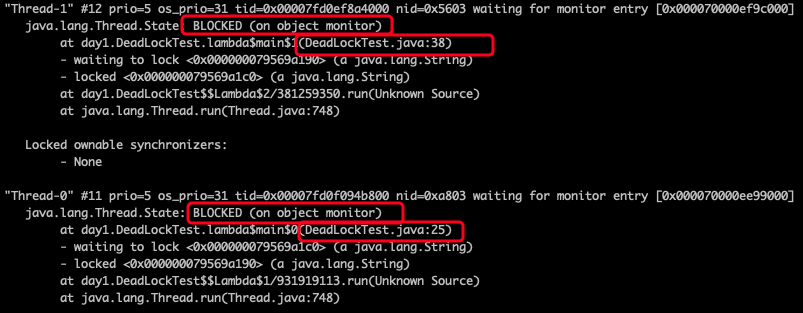 "Thread-1" #12 prio=5 os_prio=31 tid=0x00007fd0ef8a4000 nid=0x5603 waiting for monitor entry [0x000070000ef9c000]
java.lang.Thread.State: BLOCKED (on object monitor)
at day1.DeadLockTest.lambda$main$1(DeadLockTest.java:38)
- waiting to lock <0x000000079569a190> (a java.lang.String)
- locked <0x000000079569a1c0> (a java.lang.String)
at day1.DeadLockTest$$Lambda$2/381259350.run(Unknown Source)
at java.lang.Thread.run(Thread.java:748)
Locked ownable synchronizers:
- None
"Thread-0" #11 prio=5 os_prio=31 tid=0x00007fd0f094b800 nid=0xa803 waiting for monitor entry [0x000070000ee99000]
java.lang.Thread.State: BLOCKED (on object monitor)
at day1.DeadLockTest.lambda$main$0(DeadLockTest.java:25)
- waiting to lock <0x000000079569a1c0> (a java.lang.String)
- locked <0x000000079569a190> (a java.lang.String)
at day1.DeadLockTest$$Lambda$1/931919113.run(Unknown Source)
at java.lang.Thread.run(Thread.java:748)